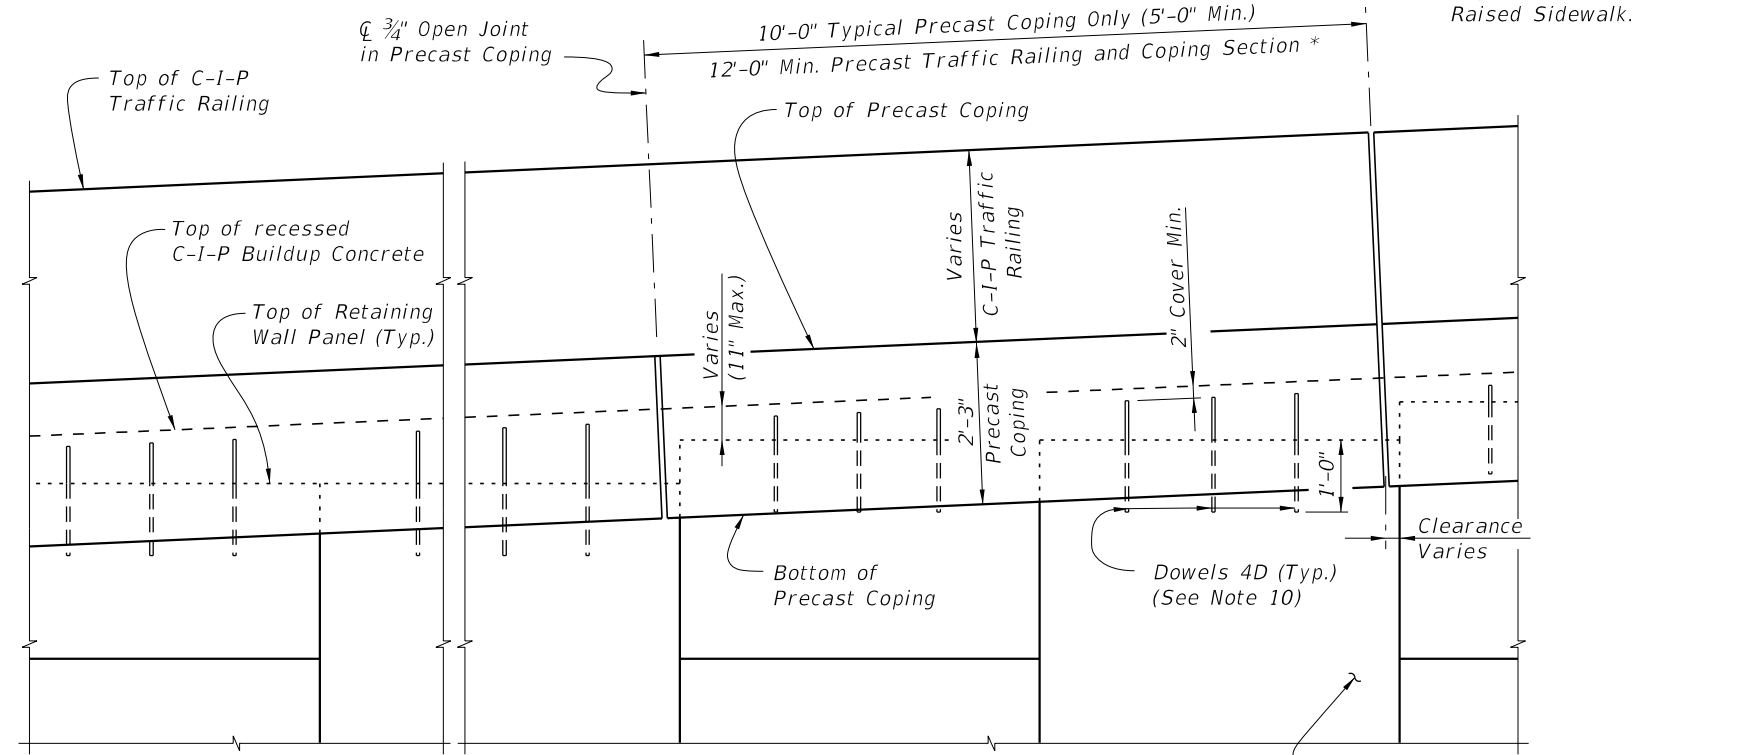 ℄ ¾" Open Joint
in Precast Coping
10'-0" Typical Precast Coping Only (5'-0" Min.)
12'-0" Min. Precast Traffic Railing and Coping Section *
Raised Sidewalk.
Top of C-I-P
Traffic Railing
Top of Precast Coping
Top of recessed
C-I-P Buildup Concrete
Top of Retaining
Wall Panel (Typ.)
Varies
(11" Max.)
Varies
C-I-P Traffic
Railing
2'-3"
Precast
Coping
2" Cover Min.
1'-0"
Clearance
Varies
Bottom of
Precast Coping
Dowels 4D (Typ.)
(See Note 10)